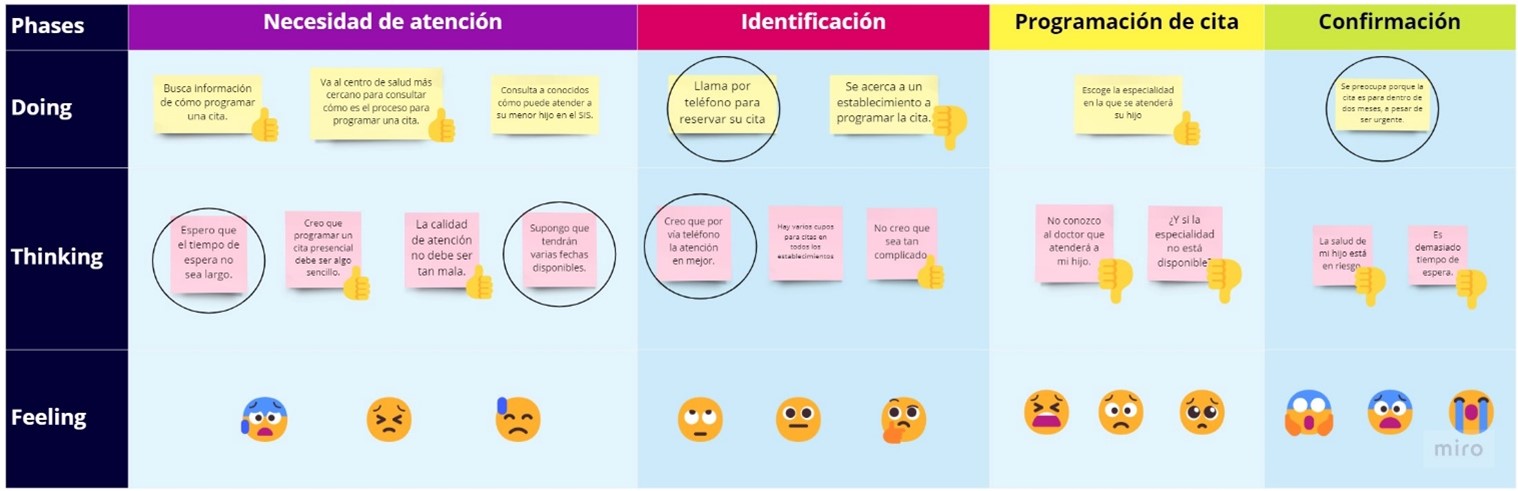 Phases
Necesidad de atención
Identificación
Programación de cita
Confirmación
Doing
Busca información
de cómo programar
una cita.
Va al centro de salud más
cercano para consultar
cómo es el proceso para
programar una cita.
Consulta a conocidos
cómo puede atender a
su menor hijo en el SIS.
Llama por
teléfono para
reservar su cita
Se acerca a un
establecimiento a
programar la cita.
Escoge la especialidad
en la que se atenderá
su hijo
Se preocupa porque la
cita es para dentro de
dos meses, a pesar de
ser urgente.
Thinking
Espero que
el tiempo de
espera no
sea largo.
Creo que
programar un
cita presencial
debe ser algo
sencillo.
La calidad
de atención
no debe ser
tan mala.
Supongo que
tendrán
varias fechas
disponibles.
Creo que por
vía teléfono
la atención
en mejor.
Hay varios cupos
para citas en
todos los
establecimientos
No creo que
sea tan
complicado
No conozco
al doctor que
atenderá a
mi hijo.
¿Y si la
especialidad
no está
disponible?
La salud de
mi hijo está
en riesgo
Es
demasiado
tiempo de
espera.
Feeling
miro